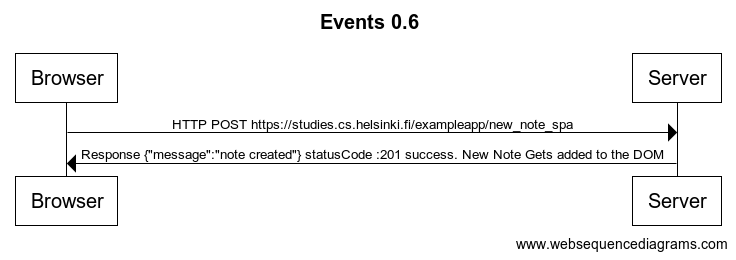 Events 0.6
Browser
Server
HTTP POST https://studies.cs.helsinki.fi/exampleapp/new_note_spa
Response {"message":"note created"} statusCode :201 success. New Note Gets added to the DOM
Browser
Server
www.websequencediagrams.com